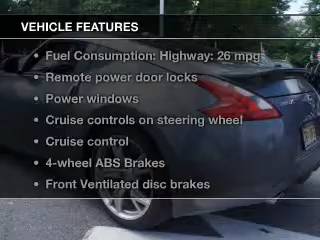 VEHICLE FEATURES
• Fuel Consumption: Highway: 26 mpg
• Remote power door locks
• Power windows
• Cruise controls on steering wheel
• Cruise control
• 4-wheel ABS Brakes
• Front Ventilated disc brakes